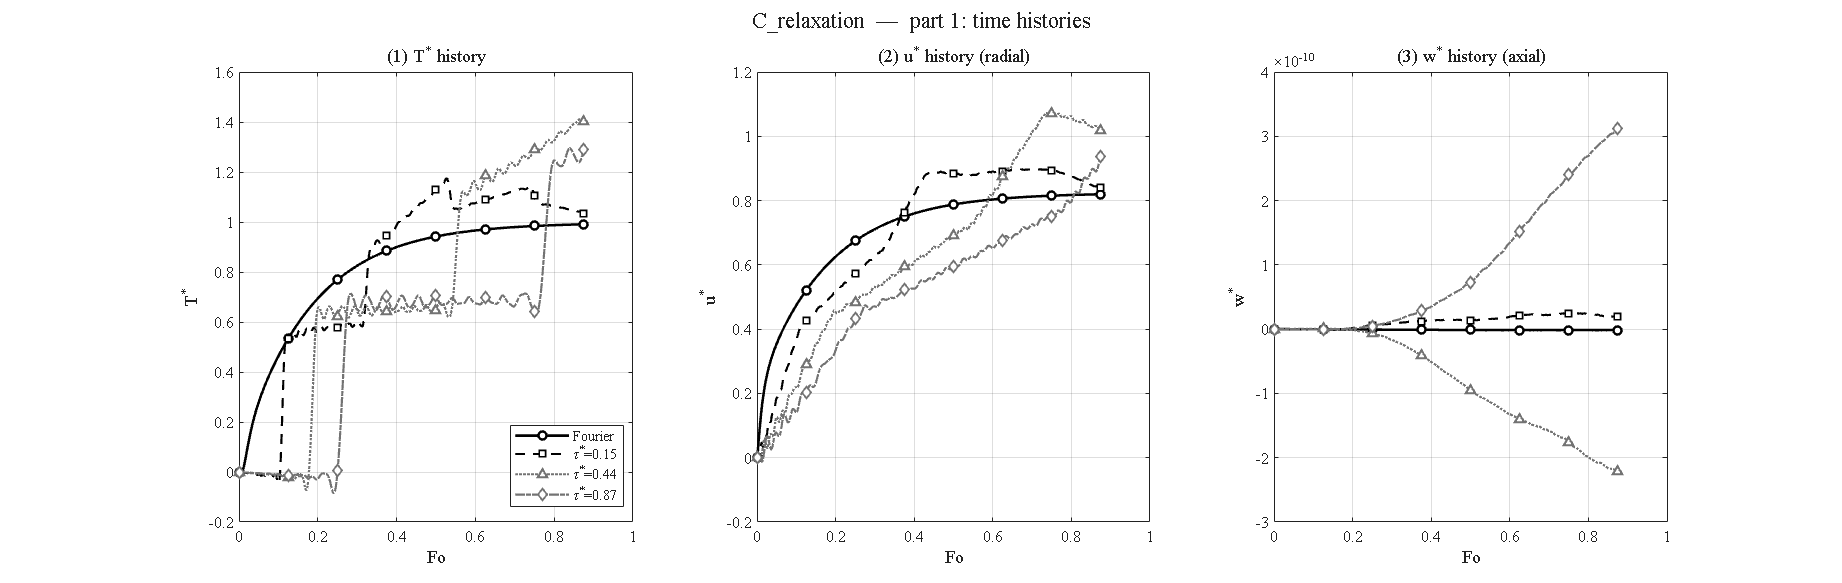 C_relaxation — part 1: time histories
(1) T* history
1.6
1.4
1.2
1
0.8
0.6
0.4
0.2
0
-0.2
T*
0 0.2 0.4 0.6 0.8 1
Fo
Fourier
τ*=0.15
τ*=0.44
τ*=0.87
(2) u* history (radial)
1.2
1
0.8
0.6
0.4
0.2
0
-0.2
u*
0 0.2 0.4 0.6 0.8 1
Fo
(3) w* history (axial)
×10-10
4
3
2
1
0
-1
-2
-3
w*
0 0.2 0.4 0.6 0.8 1
Fo